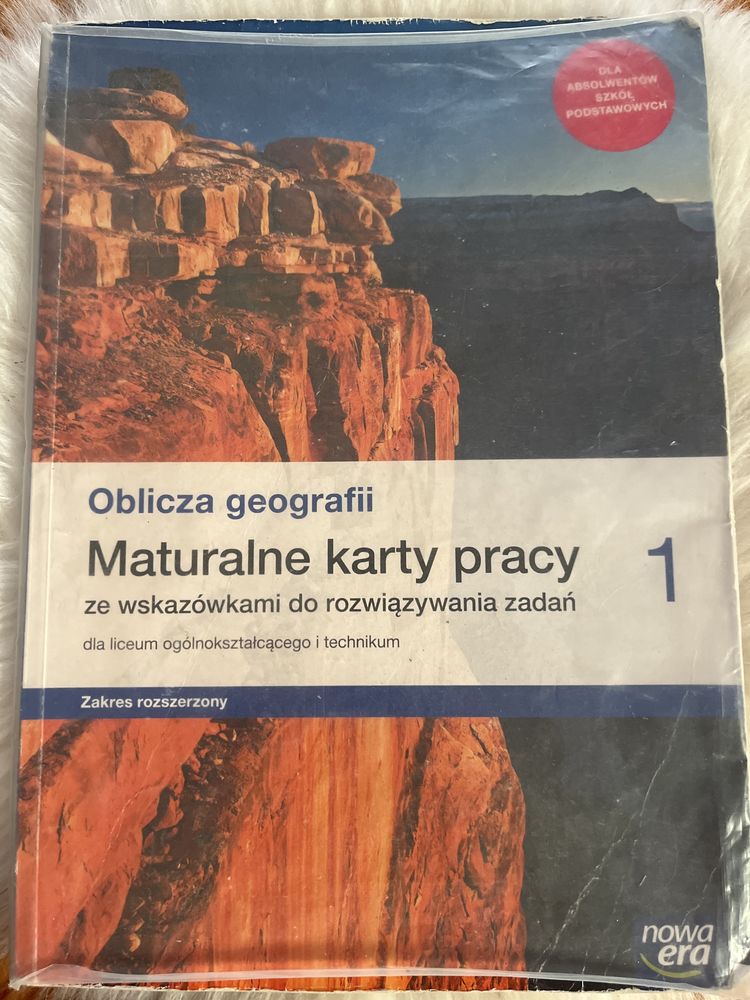 DLA
ABSOLWENTÓW
SZKÓŁ
PODSTAWOWYCH
Oblicza geografii
Maturalne karty pracy 1
ze wskazówkami do rozwiązywania zadań
dla liceum ogólnokształcącego i technikum
Zakres rozszerzony
nowa
era